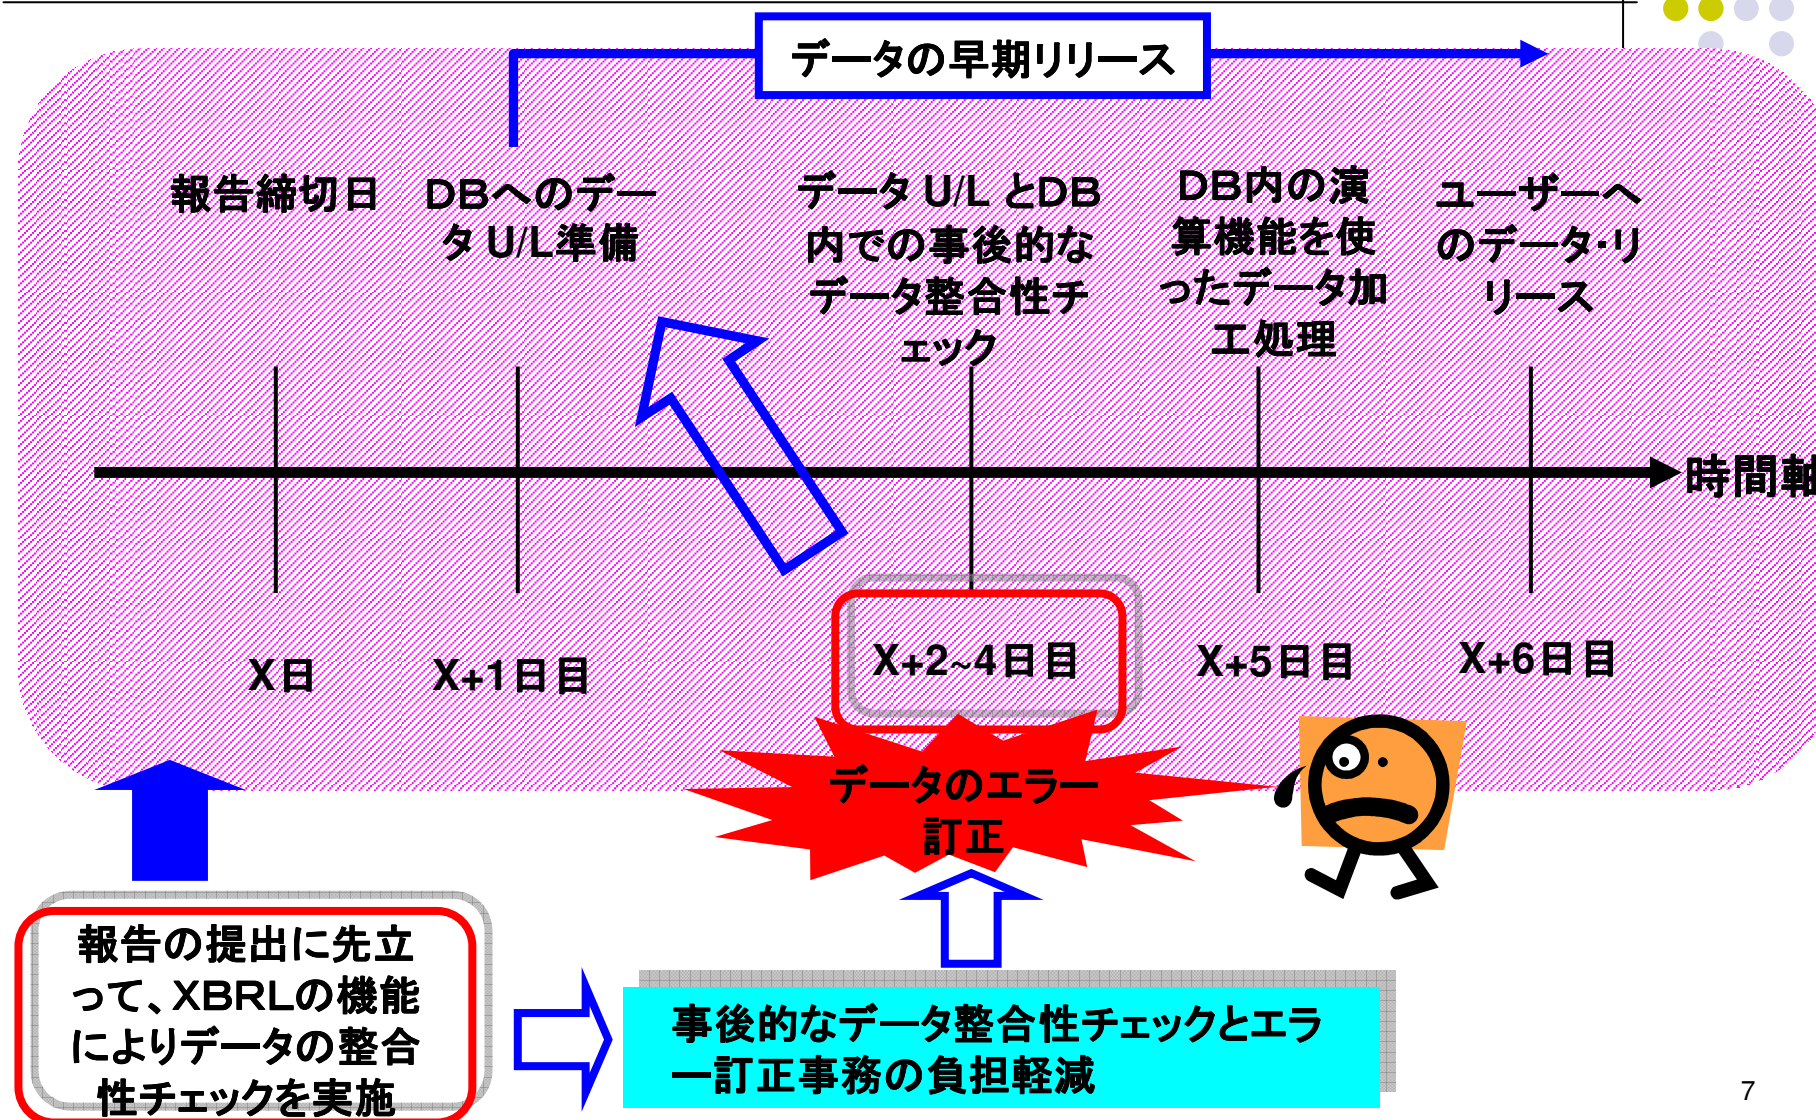 データの早期リリース
報告締切日
DBへのデー
タ U/L準備
データ U/L とDB
内での事後的な
データ整合性チ
ェック
DB内の演
算機能を使
ったデータ加
工処理
ユーザーへ
のデータ・リ
リース
時間軸
X日
X+1日目
X+2~4日目
X+5日目
X+6日目
データのエラー
訂正
報告の提出に先立
って、XBRLの機能
によりデータの整合
性チェックを実施
事後的なデータ整合性チェックとエラ
ー訂正事務の負担軽減
7